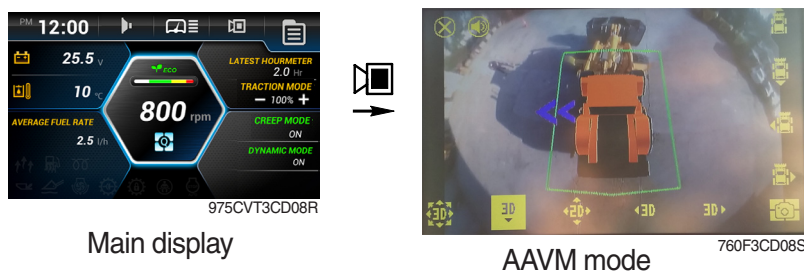 PM 12:00
25.5 V
10 ℃
AVERAGE FUEL RATE
2.5 l/h
ECO
800 rpm
Q
LATEST HOURMETER
2.0 Hr
TRACTION MODE
− 100% +
CREEP MODE
ON
DYNAMIC MODE
ON
975CVT3CD08R
Main display
3D
3D
2D
3D
3D
760F3CD08S
AAVM mode